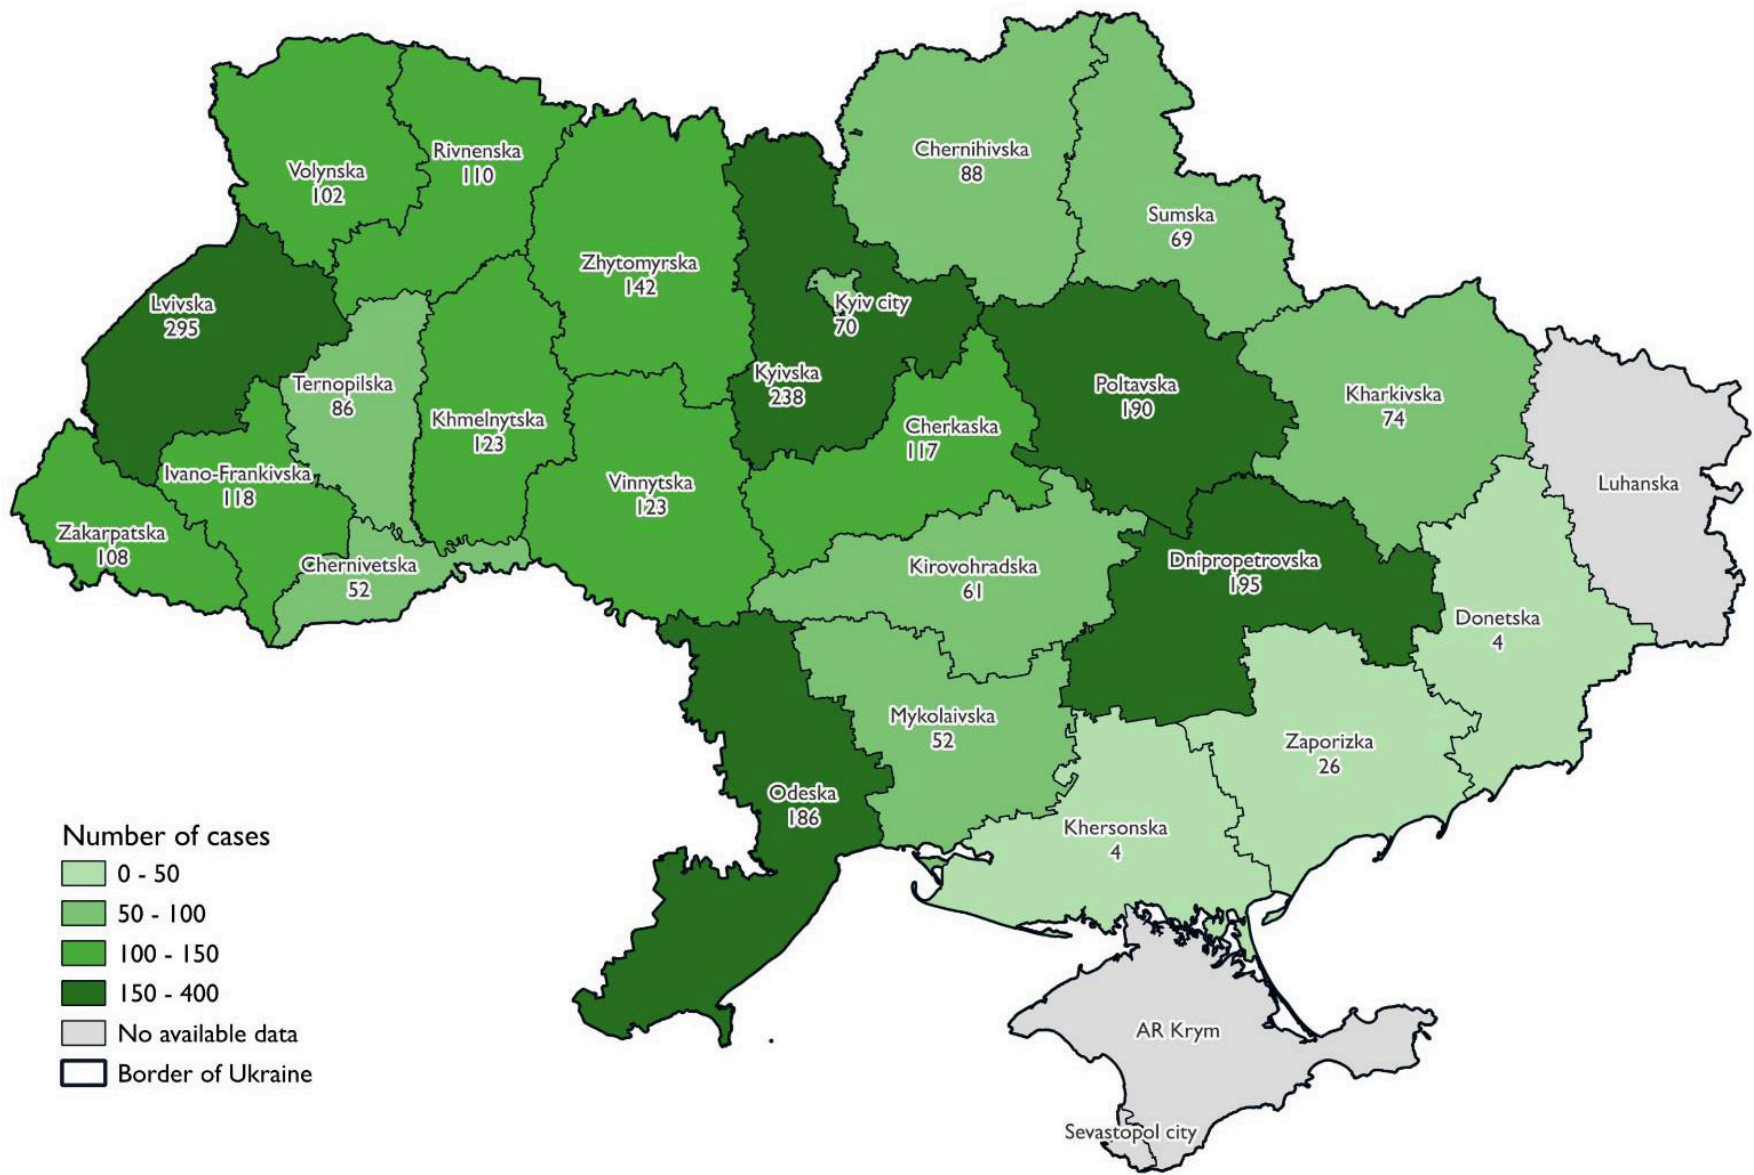 Chernihivska
88
Rivnenska
110
Volynska
102
Sumska
69
Zhytomyrska
142
Lvivska
295
Kyiv city
70
Kyivska
238
Ternopilska
86
Poltavska
190
Kharkivska
74
Khmelnytska
123
Cherkaska
117
Ivano-Frankivska
118
Vinnytska
123
Luhanska
Zakarpatska
108
Chernivetska
52
Kirovohradska
61
Dnipropetrovska
195
Donetska
4
Mykolaivska
52
Zaporizka
26
Odeska
186
Khersonska
4
AR Krym
Sevastopol city
Number of cases
0 - 50
50 - 100
100 - 150
150 - 400
No available data
Border of Ukraine